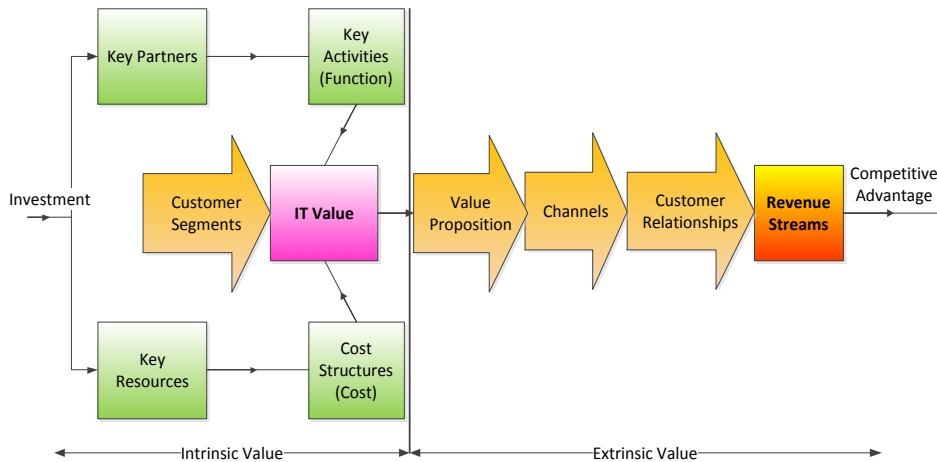 Key Partners
Key
Activities
(Function)
Investment
Customer
Segments
IT Value
Value
Proposition
Channels
Customer
Relationships
Revenue
Streams
Competitive
Advantage
Key
Resources
Cost
Structures
(Cost)
Intrinsic Value
Extrinsic Value